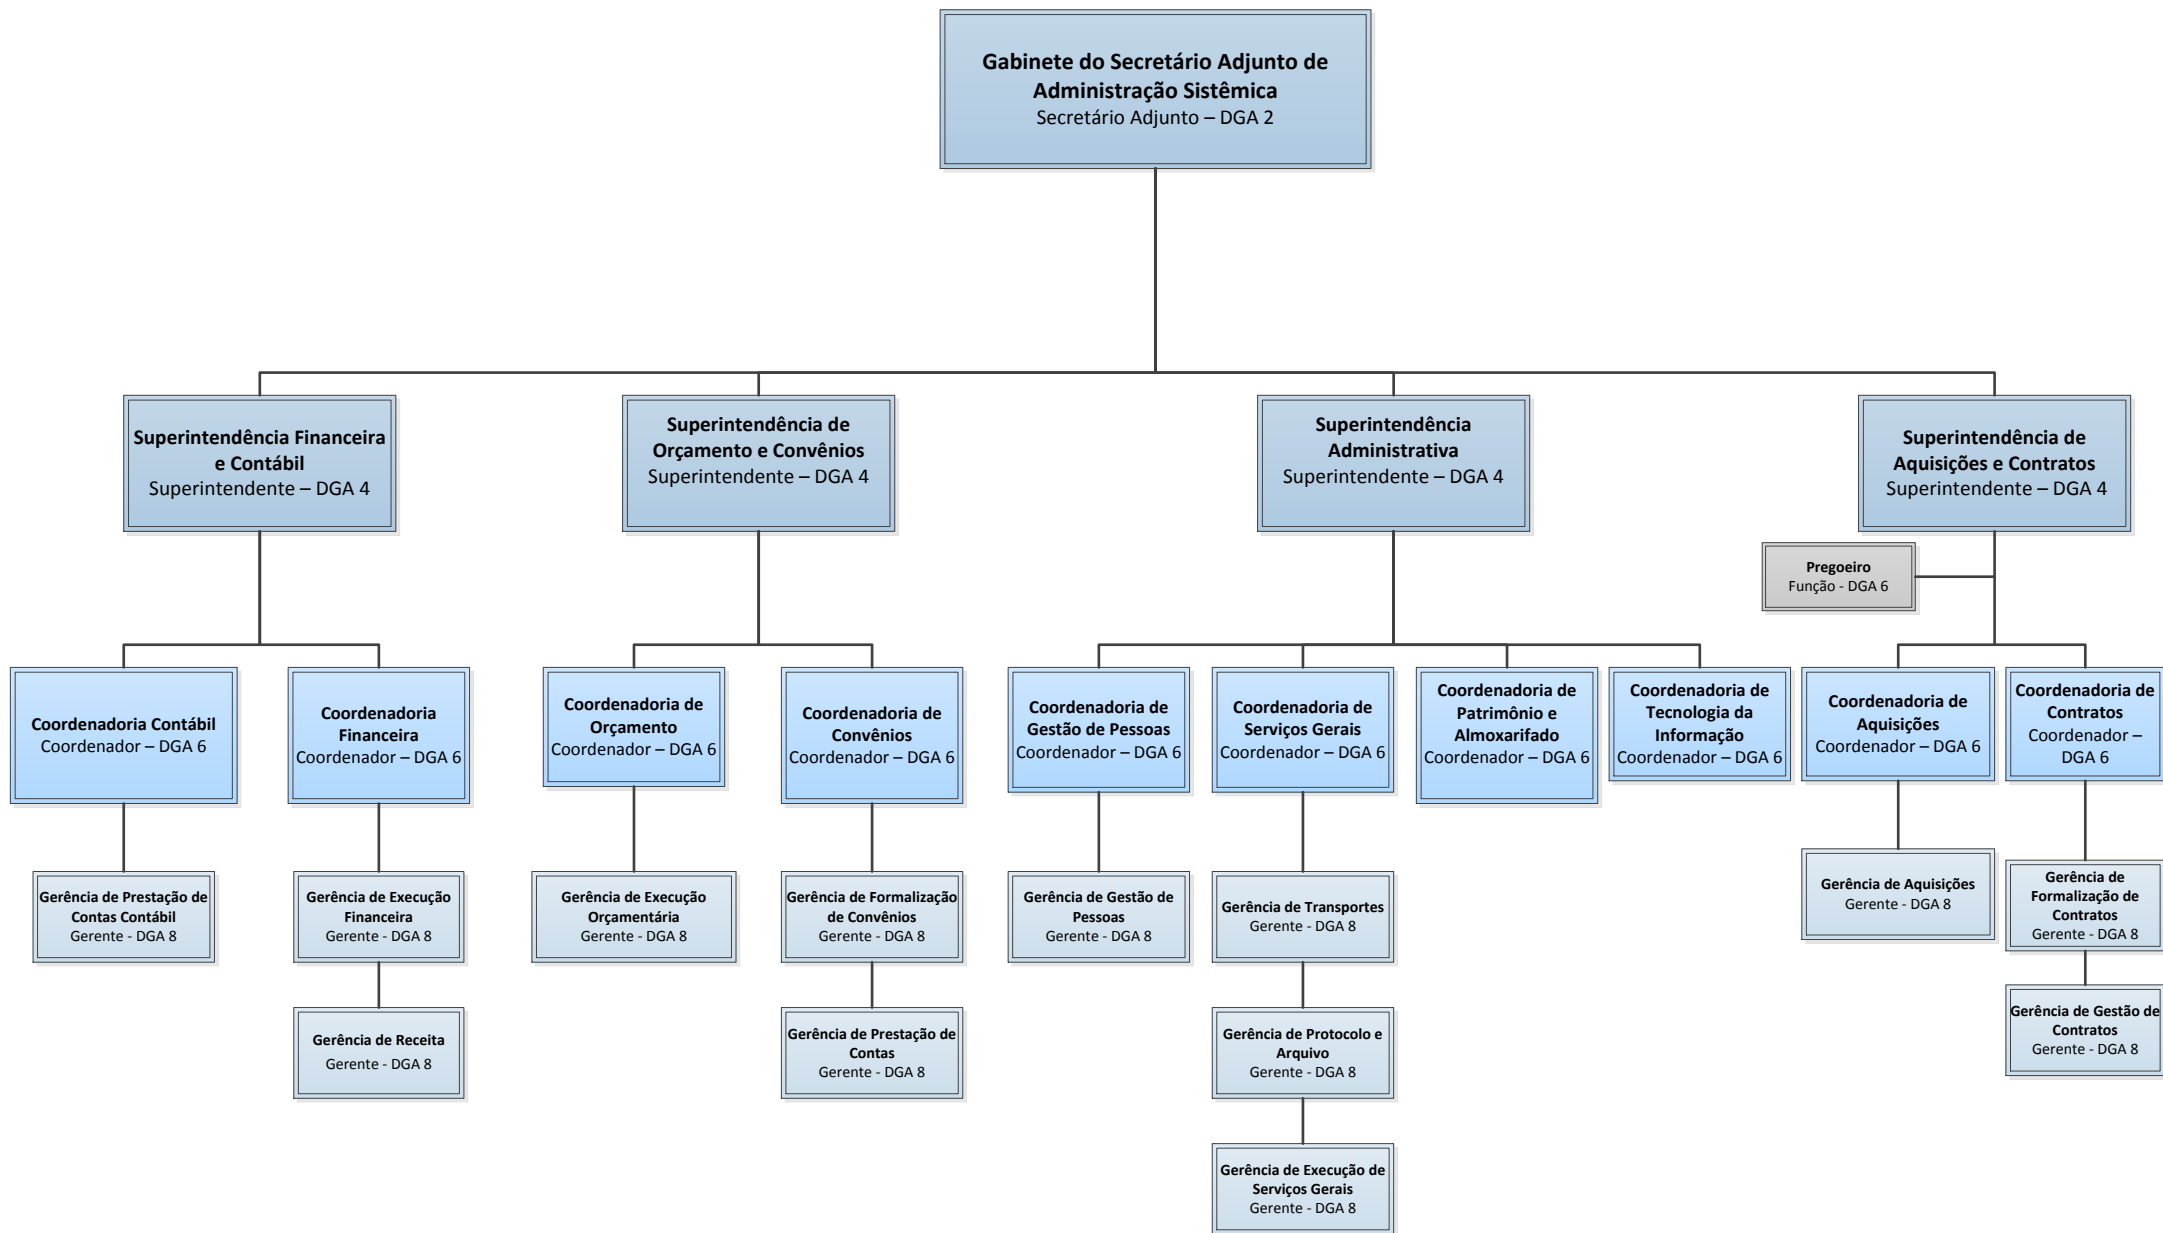 Gabinete do Secretário Adjunto de
Administração Sistêmica
Secretário Adjunto – DGA 2
Superintendência Financeira
e Contábil
Superintendente – DGA 4
Superintendência de
Orçamento e Convênios
Superintendente – DGA 4
Superintendência
Administrativa
Superintendente – DGA 4
Superintendência de
Aquisições e Contratos
Superintendente – DGA 4
Pregoeiro
Função - DGA 6
Coordenadoria Contábil
Coordenador – DGA 6
Coordenadoria
Financeira
Coordenador – DGA 6
Coordenadoria de
Orçamento
Coordenador – DGA 6
Coordenadoria de
Convênios
Coordenador – DGA 6
Coordenadoria de
Gestão de Pessoas
Coordenador – DGA 6
Coordenadoria de
Serviços Gerais
Coordenador – DGA 6
Coordenadoria de
Patrimônio e
Almoxarifado
Coordenador – DGA 6
Coordenadoria de
Tecnologia da
Informação
Coordenador – DGA 6
Coordenadoria de
Aquisições
Coordenador – DGA 6
Coordenadoria de
Contratos
Coordenador –
DGA 6
Gerência de Prestação de
Contas Contábil
Gerente - DGA 8
Gerência de Execução
Financeira
Gerente - DGA 8
Gerência de Execução
Orçamentária
Gerente - DGA 8
Gerência de Formalização
de Convênios
Gerente - DGA 8
Gerência de Gestão de
Pessoas
Gerente - DGA 8
Gerência de Transportes
Gerente - DGA 8
Gerência de Aquisições
Gerente - DGA 8
Gerência de
Formalização de
Contratos
Gerente - DGA 8
Gerência de Receita
Gerente - DGA 8
Gerência de Prestação de
Contas
Gerente - DGA 8
Gerência de Protocolo e
Arquivo
Gerente - DGA 8
Gerência de Gestão de
Contratos
Gerente - DGA 8
Gerência de Execução de
Serviços Gerais
Gerente - DGA 8